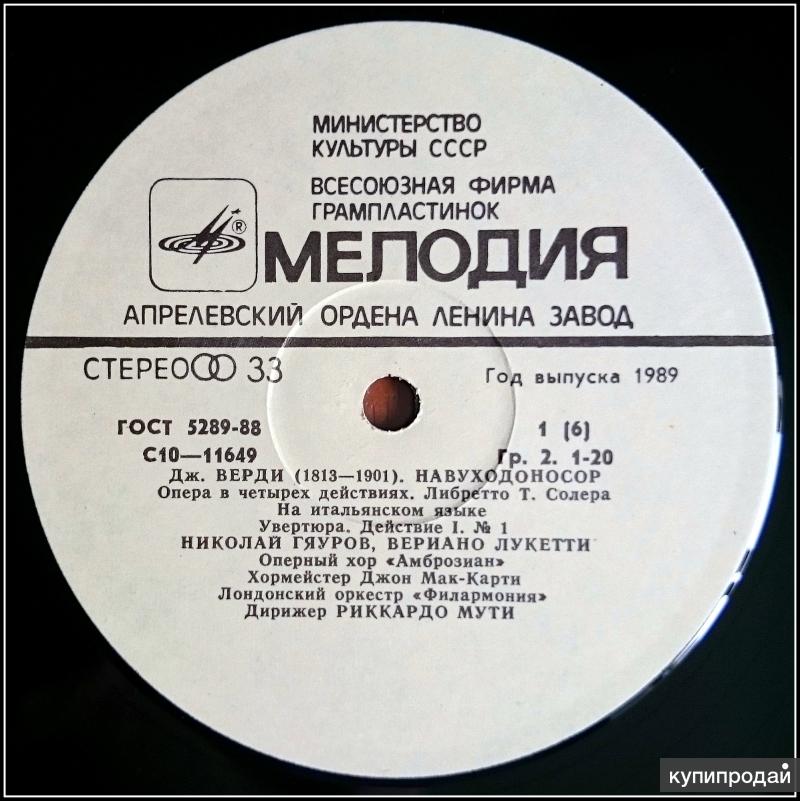 МИНИСТЕРСТВО
КУЛЬТУРЫ СССР
ВСЕСОЮЗНАЯ ФИРМА
ГРАМПЛАСТИНОК
®
МЕЛОДИЯ
АПРЕЛЕВСКИЙ ОРДЕНА ЛЕНИНА ЗАВОД
СТЕРЕО 33
Год выпуска 1989
ГОСТ 5289-88
1 (6)
С10—11649
Гр. 2. 1-20
Дж. ВЕРДИ (1813—1901). НАВУХОДОНОСОР
Опера в четырех действиях. Либретто Т. Солера
На итальянском языке
Увертюра. Действие I. № 1
НИКОЛАЙ ГЯУРОВ, ВЕРИАНО ЛУКЕТТИ
Оперный хор «Амброзиан»
Хормейстер Джон Мак-Карти
Лондонский оркестр «Филармония»
Дирижер РИККАРДО МУТИ
купипродай